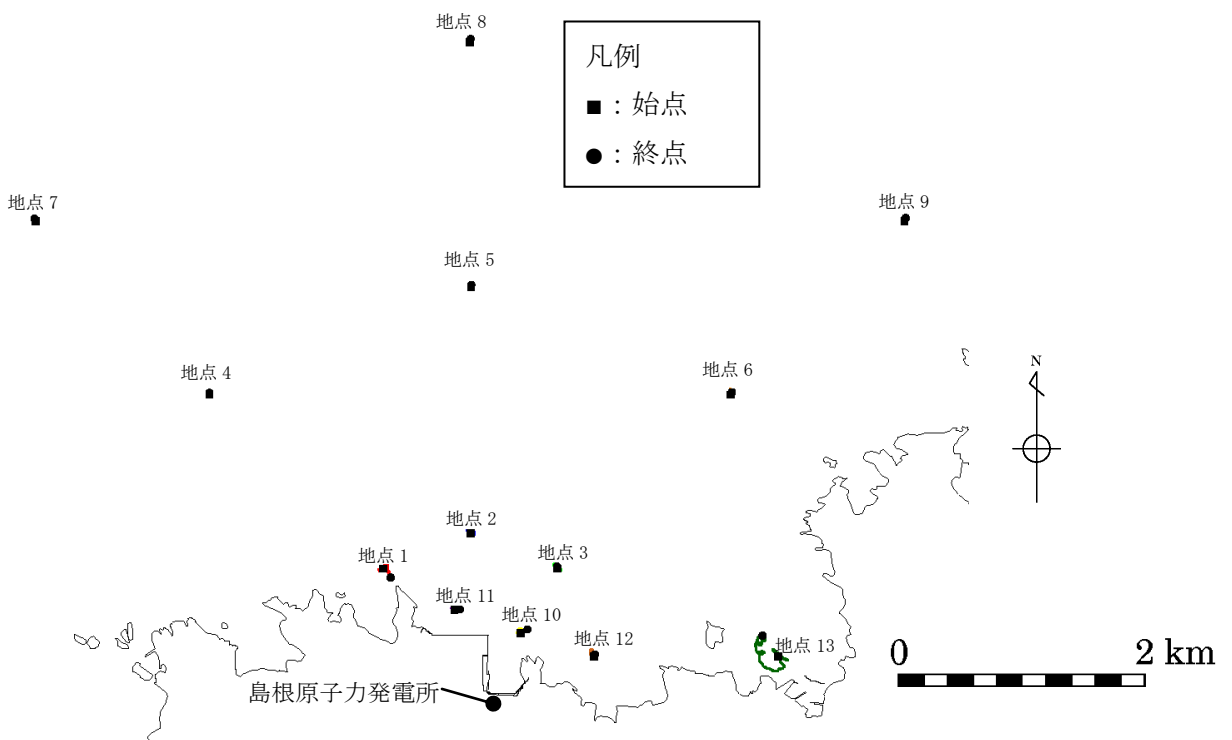 地点 8
凡例
■：始点
●：終点
地点 7
地点 9
地点 5
地点 4
地点 6
N
地点 2
地点 1
地点 3
地点 11
地点 10
地点 12
地点 13
0 2 km
島根原子力発電所